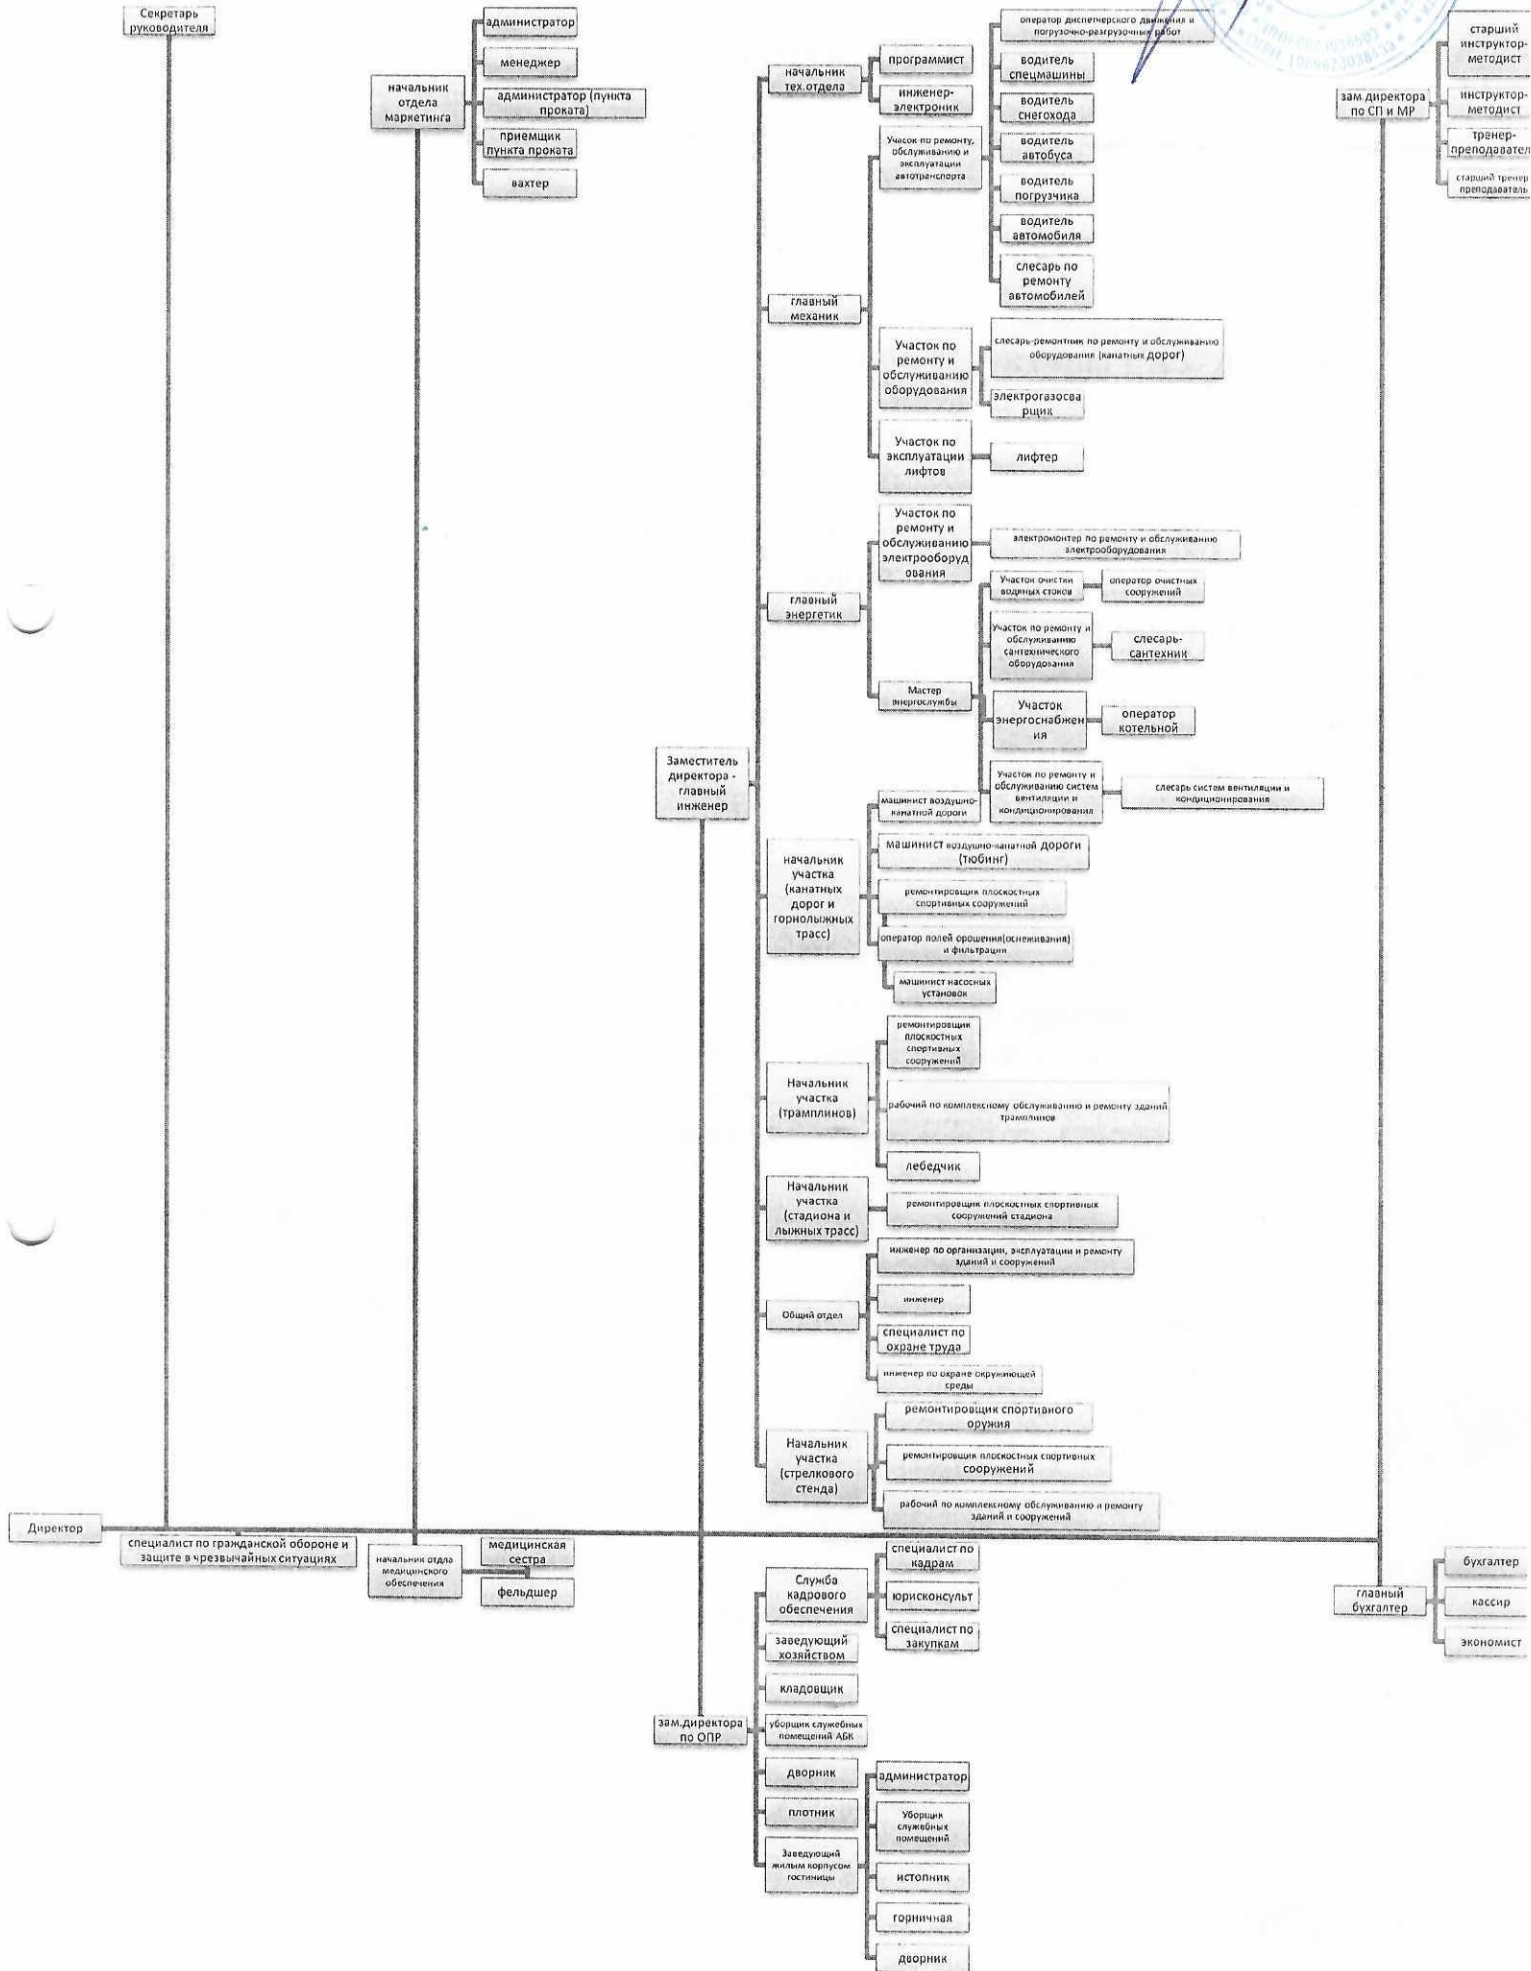 Секретарь
руководителя
администратор
менеджер
начальник
отдела
маркетинга
администратор (пункта
проката)
приемщик
пункта проката
вахтер
начальник
тех.отдела
программист
инженер-
электроник
главный
механик
Участок по ремонту,
обслуживанию и
эксплуатации
автотранспорта
оператор диспетчерского движения и
погрузочно-разгрузочных работ
водитель
спецмашины
водитель
снегохода
водитель
автобуса
водитель
погрузчика
водитель
автомобиля
слесарь по
ремонту
автомобилей
Участок по
ремонту и
обслуживанию
оборудования
слесарь-ремонтник по ремонту и обслуживанию
оборудования (канатных дорог)
электрогазосва
рщик
Участок по
эксплуатации
лифтов
лифтер
главный
энергетик
Участок по
ремонту и
обслуживанию
электрооборуд
ования
электромонтер по ремонту и обслуживанию
электрооборудования
Мастер
энергослужбы
Участок очистки
водяных стоков
оператор очистных
сооружений
Участок по ремонту и
обслуживанию
сантехнического
оборудования
слесарь-
сантехник
Участок
энергоснабжен
ия
оператор
котельной
Участок по ремонту и
обслуживанию систем
вентиляции и
кондиционирования
слесарь систем вентиляции и
кондиционирования
Заместитель
директора -
главный
инженер
начальник
участка
(канатных
дорог и
горнолыжных
трасс)
машинист воздушно-
канатной дороги
машинист воздушно-канатной дороги
(тюбинг)
ремонтировщик плоскостных
спортивных сооружений
оператор полей орошения(оснеживания)
и фильтрации
машинист насосных
установок
Начальник
участка
(трамплинов)
ремонтировщик
плоскостных
спортивных
сооружений
рабочий по комплексному обслуживанию и ремонту зданий
трамплинов
лебедчик
Начальник
участка
(стадиона и
лыжных трасс)
ремонтировщик плоскостных спортивных
сооружений стадиона
Общий отдел
инженер по организации, эксплуатации и ремонту
зданий и сооружений
инженер
специалист по
охране труда
инженер по охране окружиющей
среды
Начальник
участка
(стрелкового
стенда)
ремонтировщик спортивного
оружия
ремонтировщик плоскостных спортивных
сооружений
рабочий по комплексному обслуживанию и ремонту
зданий и сооружений
зам.директора
по СП и МР
старший
инструктор-
методист
инструктор-
методист
тренер-
преподавател
старший тренер
преподаватель
Директор
специалист по гражданской обороне и
защите в чрезвычайных ситуациях
начальник отдла
медицинского
обеспечения
медицинская
сестра
фельдшер
зам.директора
по ОПР
Служба
кадрового
обеспечения
специалист по
кадрам
юрисконсульт
специалист по
закупкам
заведующий
хозяйством
кладовщик
уборщик служебных
помещений АБК
дворник
плотник
Заведующий
жилым корпусом
гостиницы
администратор
Уборщик
служебных
помещений
истопник
горничная
дворник
главный
бухгалтер
бухгалтер
кассир
экономист